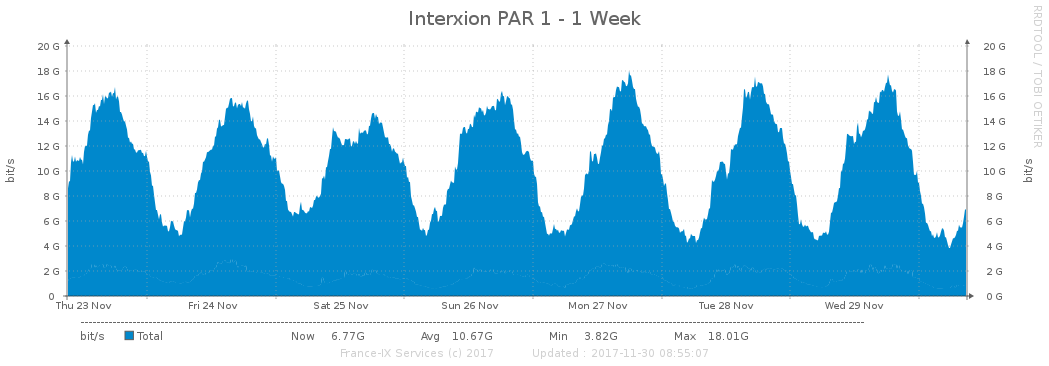 Interxion PAR 1 - 1 Week
RRDTOOL / TOBI OETIKER
bit/s
bit/s
20 G 20 G
18 G 18 G
16 G 16 G
14 G 14 G
12 G 12 G
10 G 10 G
8 G 8 G
6 G 6 G
4 G 4 G
2 G 2 G
0 0 G
Thu 23 Nov Fri 24 Nov Sat 25 Nov Sun 26 Nov Mon 27 Nov Tue 28 Nov Wed 29 Nov
bit/s Total Now 6.77G Avg 10.67G Min 3.82G Max 18.01G
France-IX Services (c) 2017 Updated : 2017-11-30 08:55:07